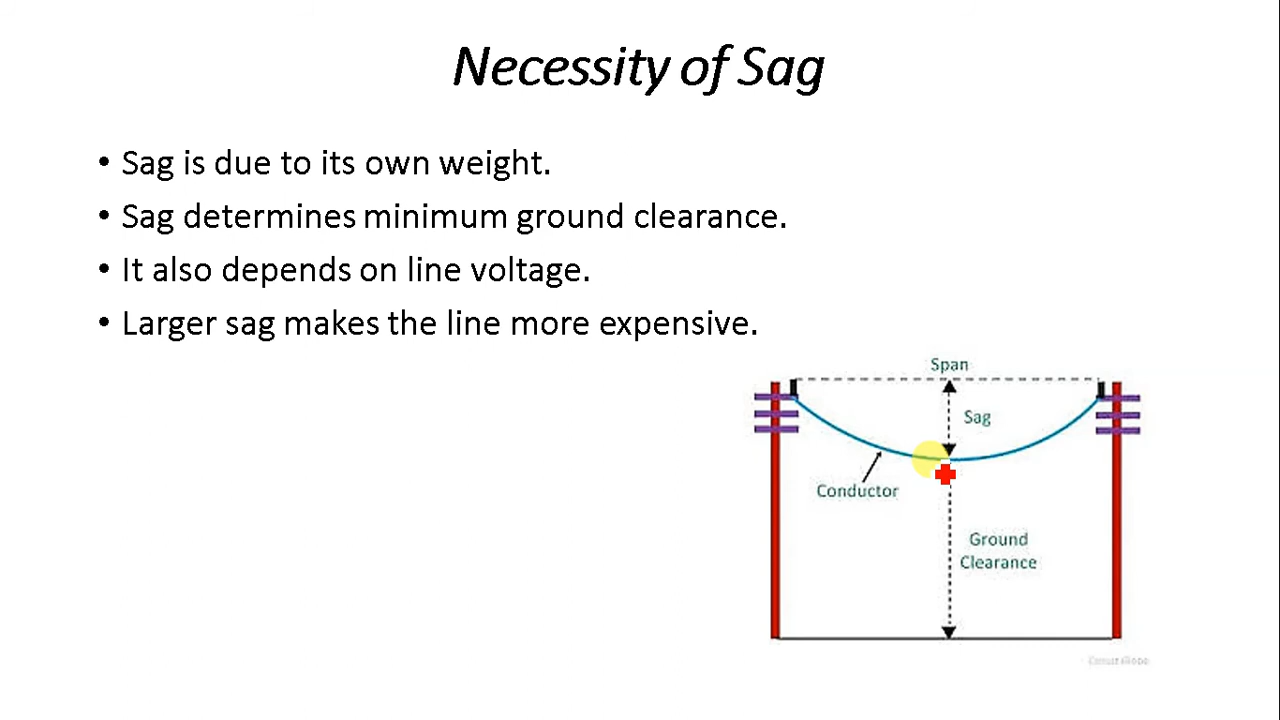 Necessity of Sag
• Sag is due to its own weight.
• Sag determines minimum ground clearance.
• It also depends on line voltage.
• Larger sag makes the line more expensive.
Span
Sag
Conductor
Ground
Clearance